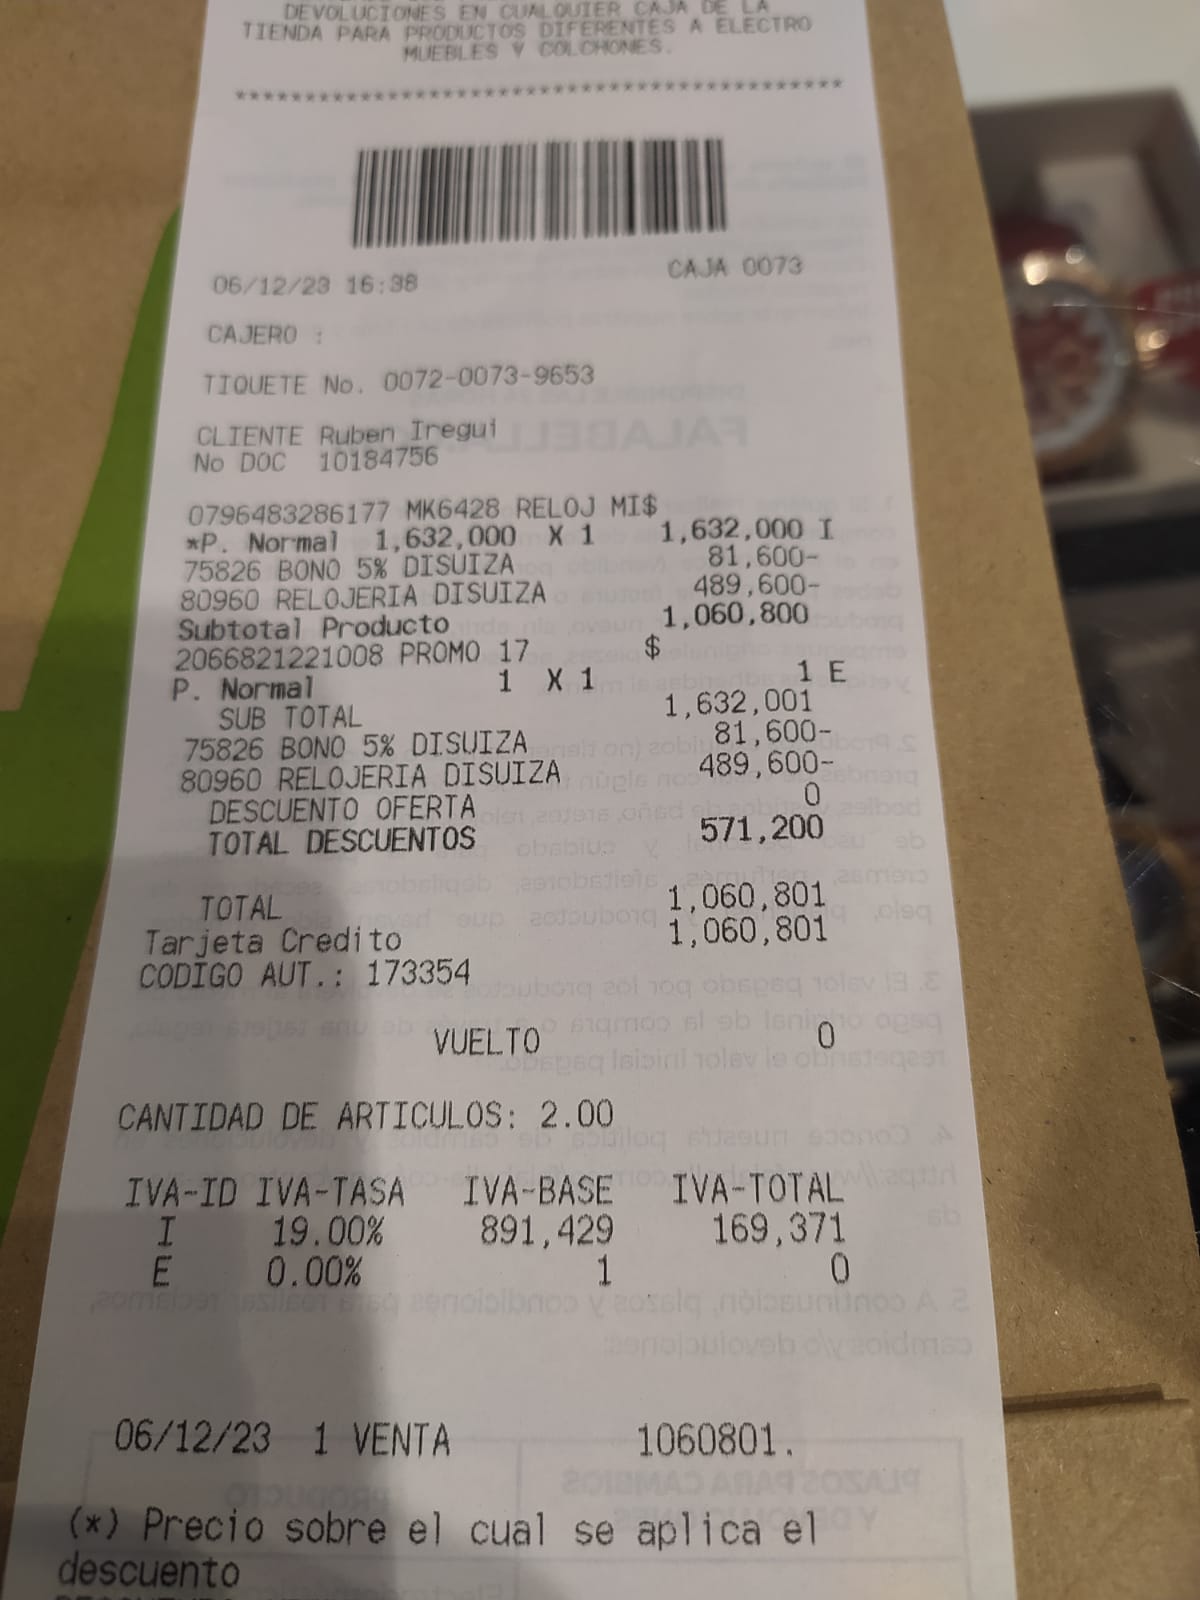 DEVOLUCIONES EN CUALQUIER CAJA DE LA
TIENDA PARA PRODUCTOS DIFERENTES A ELECTRO
MUEBLES Y COLCHONES.
******************************************
06/12/23 16:38 CAJA 0073
CAJERO :
TIQUETE No. 0072-0073-9653
CLIENTE Ruben Iregui
No DOC 10184756
0796483286177 MK6428 RELOJ MI$
*P. Normal 1,632,000 X 1 1,632,000 I
75826 BONO 5% DISUIZA 81,600-
80960 RELOJERIA DISUIZA 489,600-
Subtotal Producto 1,060,800
2066821221008 PROMO 17 $
P. Normal 1 X 1 1 E
SUB TOTAL 1,632,001
75826 BONO 5% DISUIZA 81,600-
80960 RELOJERIA DISUIZA 489,600-
DESCUENTO OFERTA 0
TOTAL DESCUENTOS 571,200
TOTAL 1,060,801
Tarjeta Credito 1,060,801
CODIGO AUT.: 173354
VUELTO 0
CANTIDAD DE ARTICULOS: 2.00
IVA-ID IVA-TASA IVA-BASE IVA-TOTAL
I 19.00% 891,429 169,371
E 0.00% 1 0
06/12/23 1 VENTA 1060801.
(*) Precio sobre el cual se aplica el
descuento